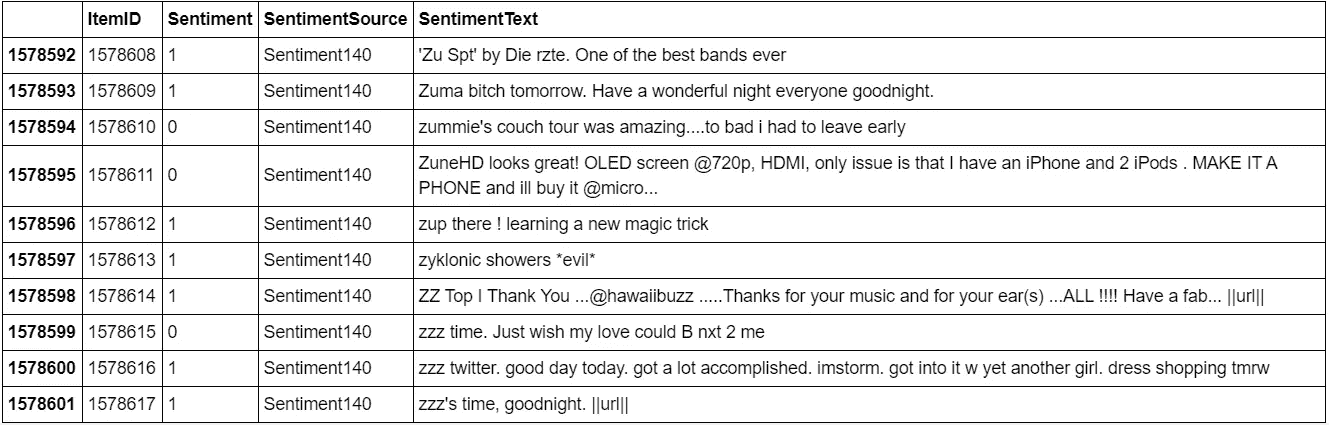 ItemID Sentiment SentimentSource SentimentText
1578592 1578608 1 Sentiment140 'Zu Spt' by Die rzte. One of the best bands ever
1578593 1578609 1 Sentiment140 Zuma bitch tomorrow. Have a wonderful night everyone goodnight.
1578594 1578610 0 Sentiment140 zummie's couch tour was amazing....to bad i had to leave early
1578595 1578611 0 Sentiment140 ZuneHD looks great! OLED screen @720p, HDMI, only issue is that I have an iPhone and 2 iPods . MAKE IT A
PHONE and ill buy it @micro...
1578596 1578612 1 Sentiment140 zup there ! learning a new magic trick
1578597 1578613 1 Sentiment140 zyklonic showers *evil*
1578598 1578614 1 Sentiment140 ZZ Top I Thank You ...@hawaiibuzz .....Thanks for your music and for your ear(s) ...ALL !!!! Have a fab... ||url||
1578599 1578615 0 Sentiment140 zzz time. Just wish my love could B nxt 2 me
1578600 1578616 1 Sentiment140 zzz twitter. good day today. got a lot accomplished. imstorm. got into it w yet another girl. dress shopping tmrw
1578601 1578617 1 Sentiment140 zzz's time, goodnight. ||url||